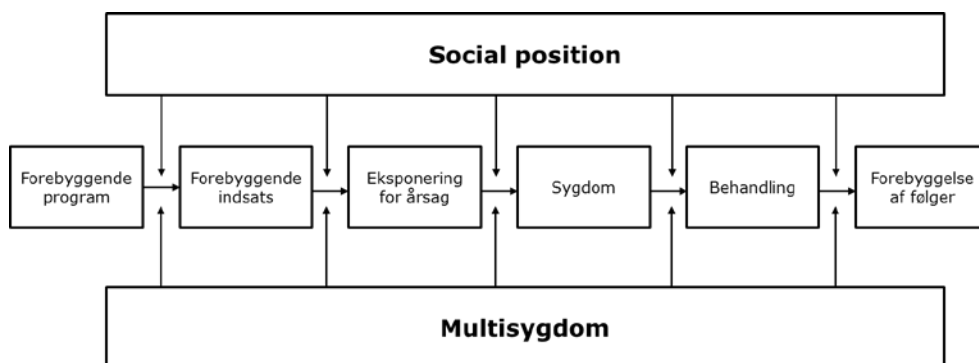 Social position
Forebyggende
program
Forebyggende
indsats
Eksponering
for årsag
Sygdom
Behandling
Forebyggelse
af følger
Multisygdom